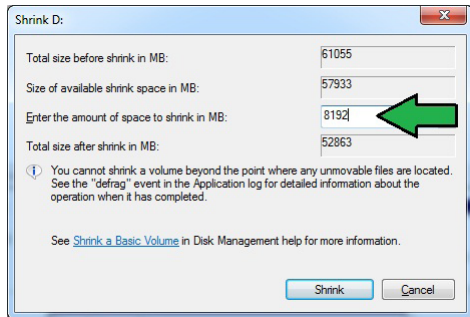 Shrink D:
Total size before shrink in MB: 61055
Size of available shrink space in MB: 57933
Enter the amount of space to shrink in MB: 8192
Total size after shrink in MB: 52863
You cannot shrink a volume beyond the point where any unmovable files are located.
See the "defrag" event in the Application log for detailed information about the
operation when it has completed.
See Shrink a Basic Volume in Disk Management help for more information.
Shrink Cancel